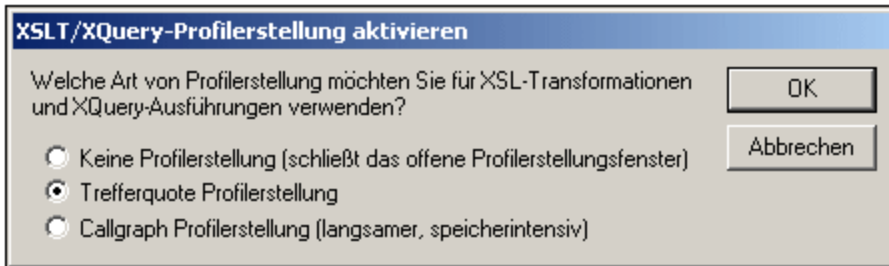 XSLT/XQuery-Profilerstellung aktivieren
Welche Art von Profilerstellung möchten Sie für XSL-Transformationen
und XQuery-Ausführungen verwenden?
OK
Abbrechen
Keine Profilerstellung (schließt das offene Profilerstellungsfenster)
Trefferquote Profilerstellung
Callgraph Profilerstellung (langsamer, speicherintensiv)